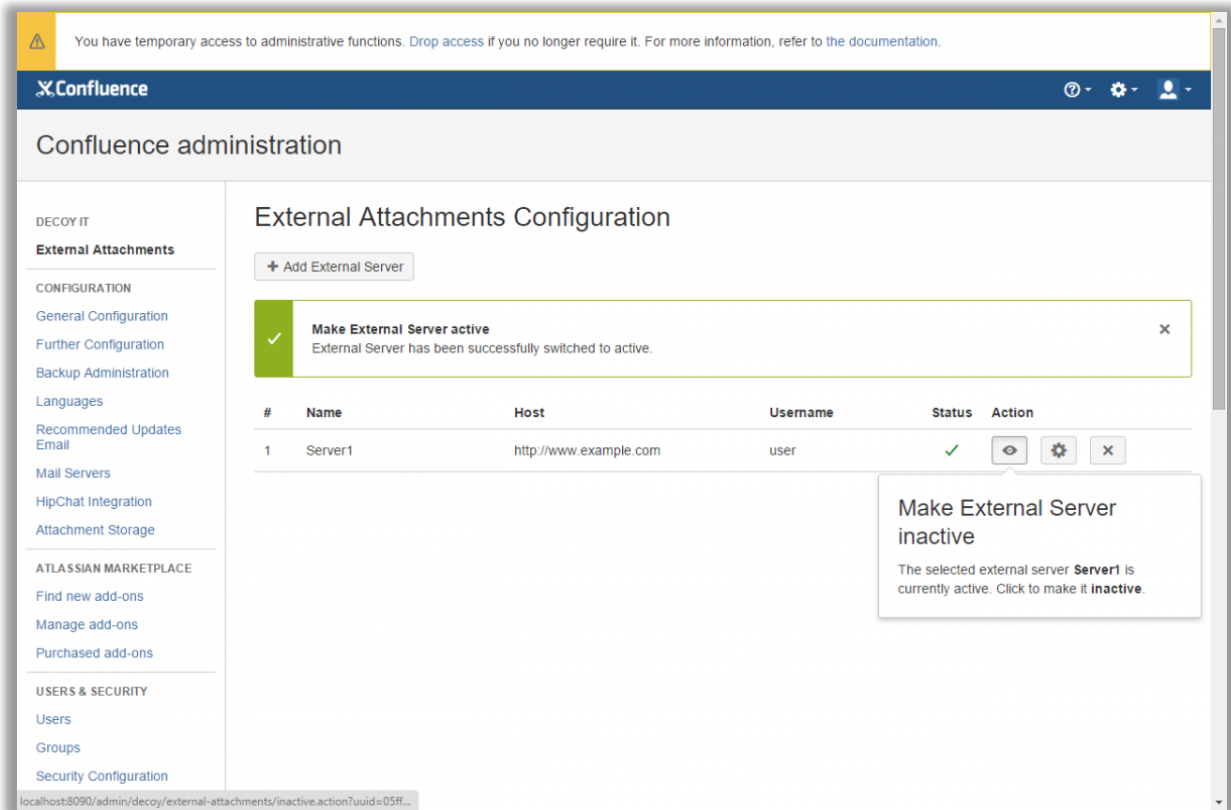 You have temporary access to administrative functions. Drop access if you no longer require it. For more information, refer to the documentation.
Confluence
Confluence administration
DECOY IT
External Attachments
CONFIGURATION
General Configuration
Further Configuration
Backup Administration
Languages
Recommended Updates
Email
Mail Servers
HipChat Integration
Attachment Storage
ATLASSIAN MARKETPLACE
Find new add-ons
Manage add-ons
Purchased add-ons
USERS & SECURITY
Users
Groups
Security Configuration
External Attachments Configuration
+ Add External Server
Make External Server active
External Server has been successfully switched to active.
# Name Host Username Status Action
1 Server1 http://www.example.com user
Make External Server
inactive
The selected external server Server1 is
currently active. Click to make it inactive.
localhost:8090/admin/decoy/external-attachments/inactive.action?uuid=05ff...